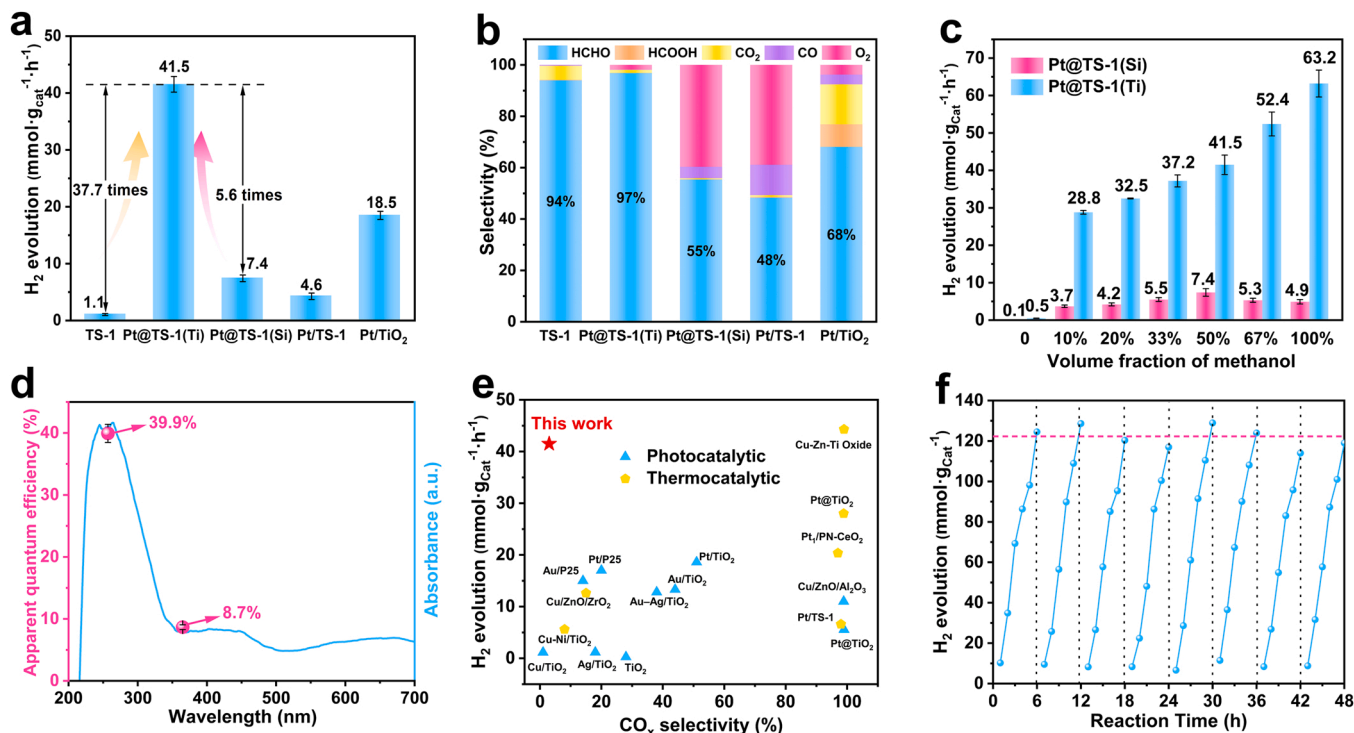 a
H2 evolution (mmol·gcat-1·h-1)
50
40
30
20
10
0
41.5
37.7 times
5.6 times
1.1
7.4
4.6
18.5
TS-1
Pt@TS-1(Ti)
Pt@TS-1(Si)
Pt/TS-1
Pt/TiO2
b
Selectivity (%)
100
80
60
40
20
0
HCHO
HCOOH
CO2
CO
O2
94%
97%
55%
48%
68%
TS-1
Pt@TS-1(Ti)
Pt@TS-1(Si)
Pt/TS-1
Pt/TiO2
c
H2 evolution (mmol·gCat-1·h-1)
70
60
50
40
30
20
10
0
Pt@TS-1(Si)
Pt@TS-1(Ti)
0.1
0.5
3.7
28.8
4.2
32.5
5.5
37.2
7.4
41.5
5.3
52.4
4.9
63.2
0
10%
20%
33%
50%
67%
100%
Volume fraction of methanol
d
Apparent quantum efficiency (%)
50
40
30
20
10
0
39.9%
8.7%
Absorbance (a.u.)
200
300
400
500
600
700
Wavelength (nm)
e
H2 evolution (mmol·gCat-1·h-1)
50
40
30
20
10
0
This work
Photocatalytic
Thermocatalytic
Cu-Zn-Ti Oxide
Pt@TiO2
Pt1/PN-CeO2
Cu/ZnO/Al2O3
Pt/TS-1
Pt@TiO2
Pt/TiO2
Pt/P25
Au/P25
Au/TiO2
Cu/ZnO/ZrO2
Au–Ag/TiO2
Cu-Ni/TiO2
Cu/TiO2
Ag/TiO2
TiO2
0
20
40
60
80
100
COx selectivity (%)
f
H2 evolution (mmol·gCat-1)
140
120
100
80
60
40
20
0
0
6
12
18
24
30
36
42
48
Reaction Time (h)